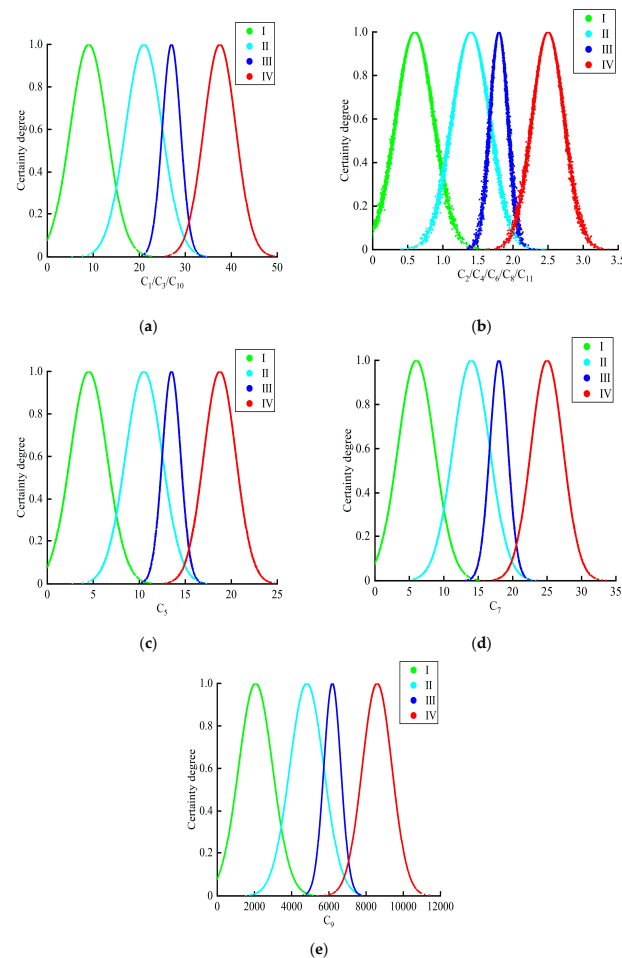 I
II
III
IV
1.0
0.8
0.6
0.4
0.2
0
Certainty degree
0 10 20 30 40 50
C₁/C₃/C₁₀
(a)
I
II
III
IV
1.0
0.8
0.6
0.4
0.2
0
Certainty degree
0 0.5 1.0 1.5 2.0 2.5 3.0 3.5
C₂/C₄/C₆/C₈/C₁₁
(b)
I
II
III
IV
1.0
0.8
0.6
0.4
0.2
0
Certainty degree
0 5 10 15 20 25
C₅
(c)
I
II
III
IV
1.0
0.8
0.6
0.4
0.2
0
Certainty degree
0 5 10 15 20 25 30 35
C₇
(d)
I
II
III
IV
1.0
0.8
0.6
0.4
0.2
0
Certainty degree
0 2000 4000 6000 8000 10000 12000
C₉
(e)